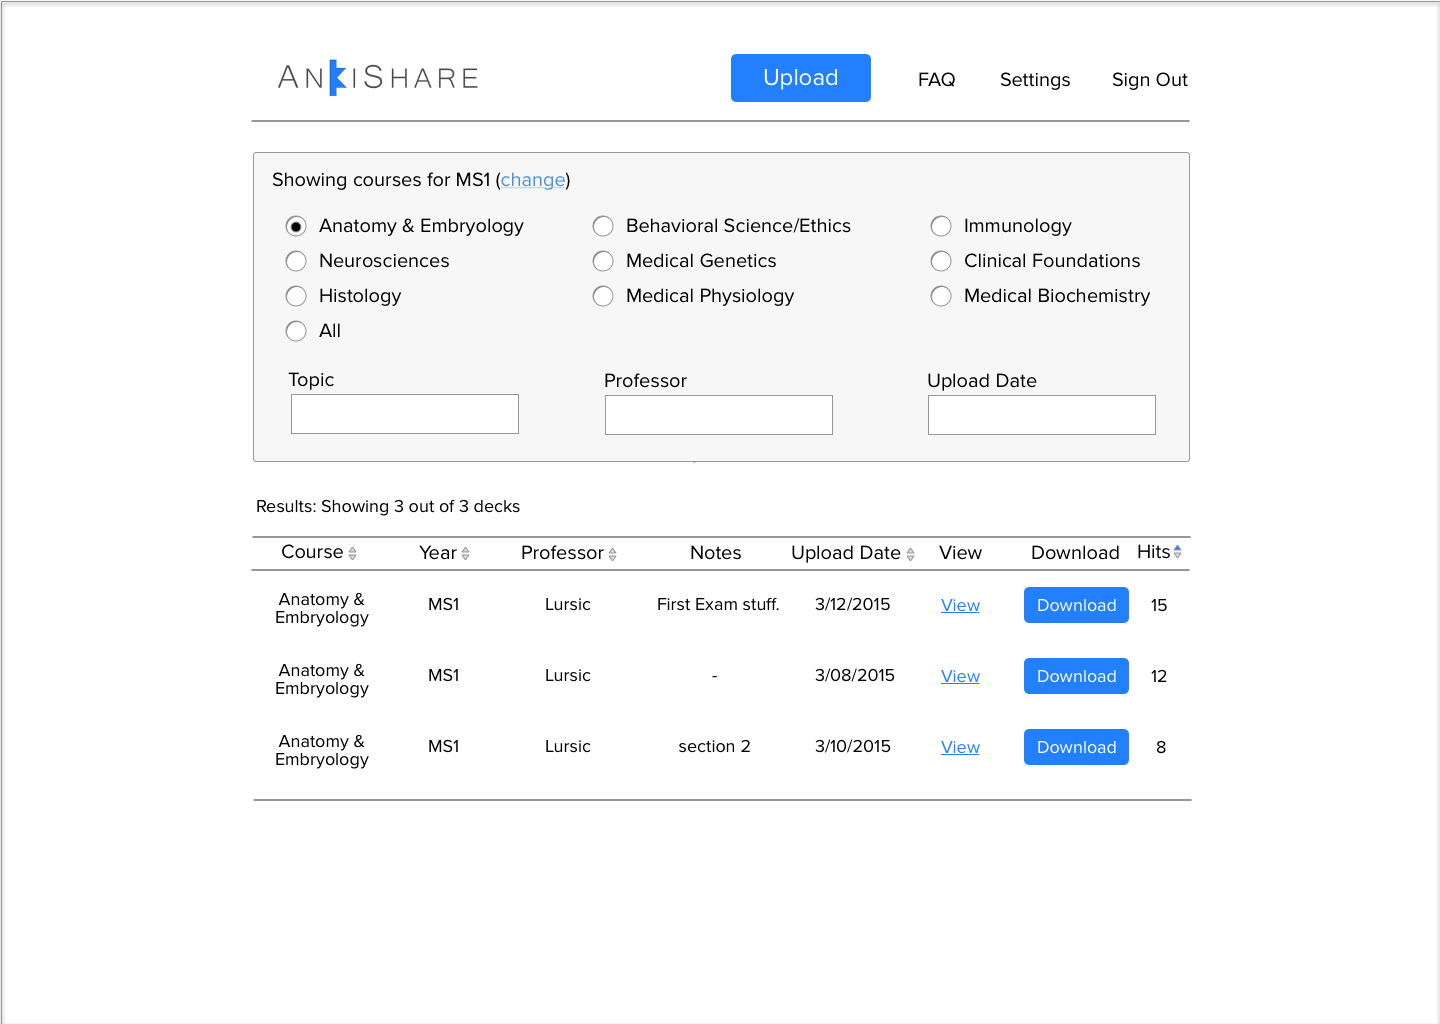 AnkiShare
Upload
FAQ
Settings
Sign Out
Showing courses for MS1 (change)
Anatomy & Embryology
Behavioral Science/Ethics
Immunology
Neurosciences
Medical Genetics
Clinical Foundations
Histology
Medical Physiology
Medical Biochemistry
All
Topic
Professor
Upload Date
Results: Showing 3 out of 3 decks
Course Year Professor Notes Upload Date View Download Hits
Anatomy &
Embryology
MS1 Lursic First Exam stuff. 3/12/2015 View Download 15
Anatomy &
Embryology
MS1 Lursic - 3/08/2015 View Download 12
Anatomy &
Embryology
MS1 Lursic section 2 3/10/2015 View Download 8